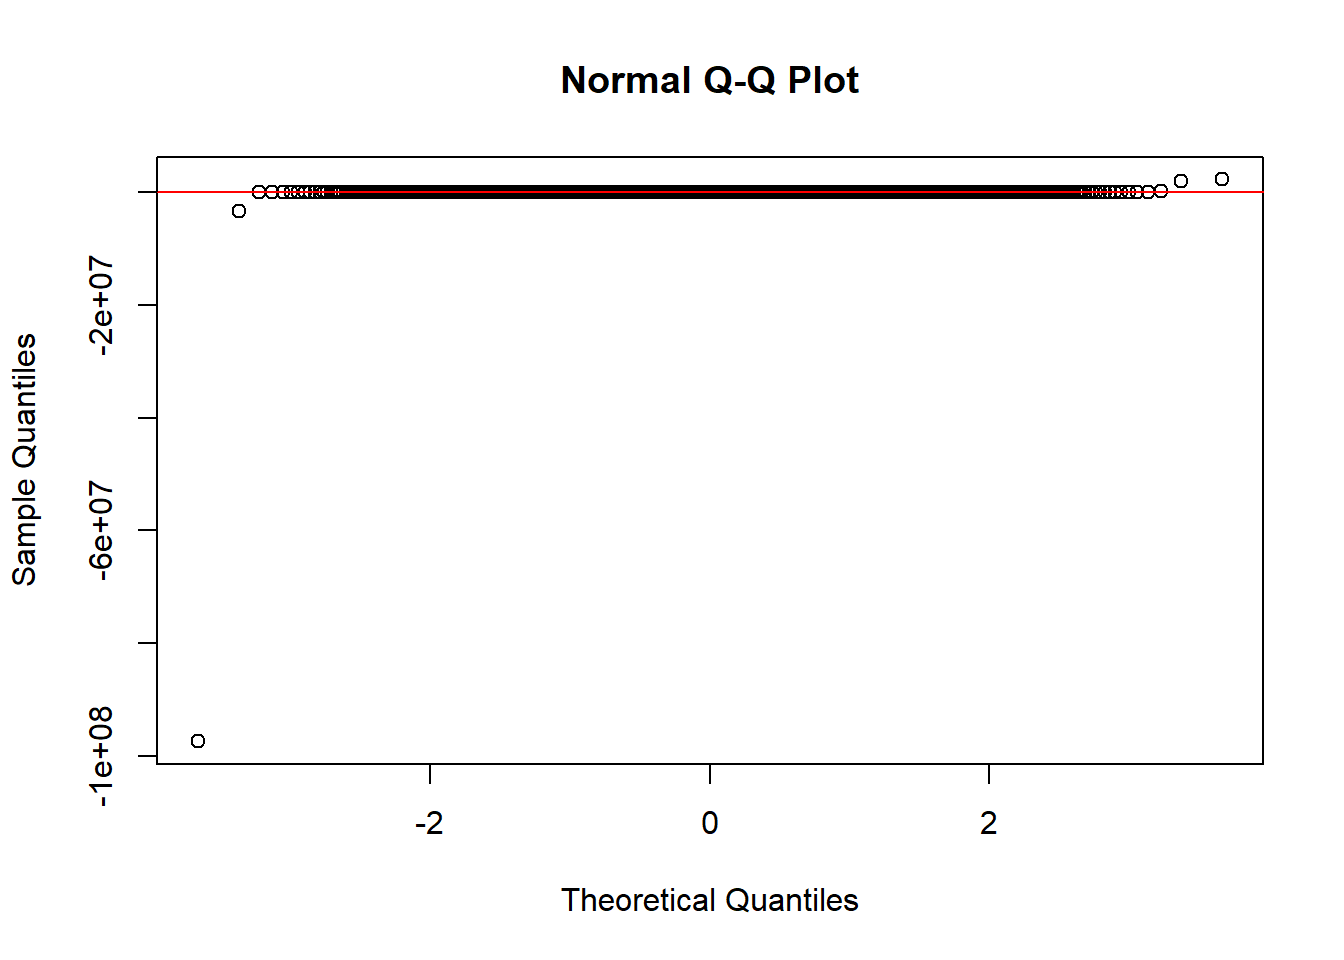 Normal Q-Q Plot
Sample Quantiles
-2e+07
-6e+07
-1e+08
-2 0 2
Theoretical Quantiles